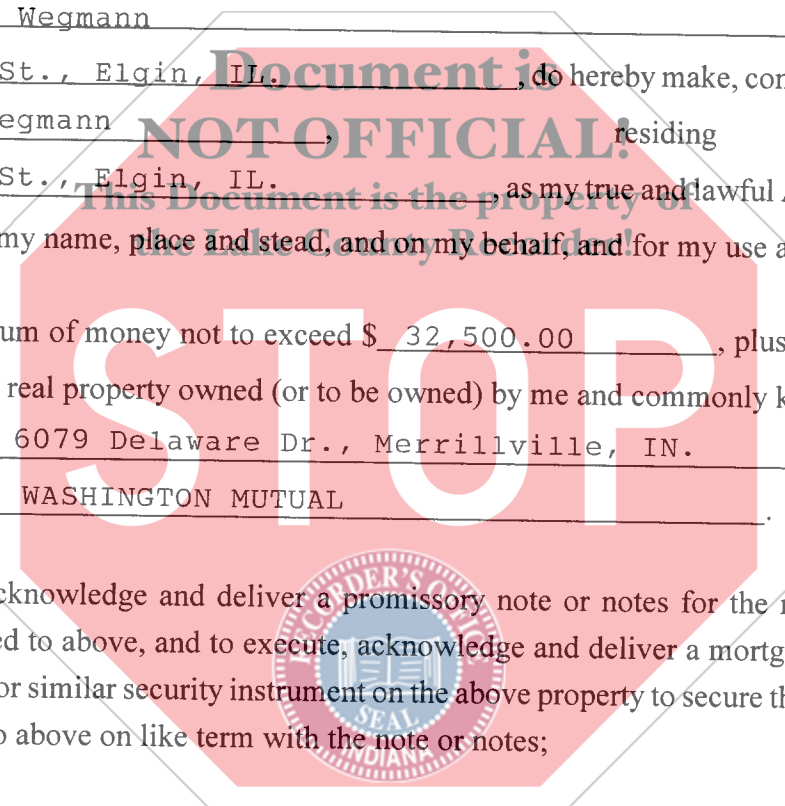 Wegmann
St., Elgin, IL. , do hereby make, con
egmann , residing
St., Elgin, IL. , as my true and lawful
my name, place and stead, and on my behalf, and for my use a
um of money not to exceed $ 32,500.00 , plus
real property owned (or to be owned) by me and commonly k
6079 Delaware Dr., Merrillville, IN.
WASHINGTON MUTUAL .
cknowledge and deliver a promissory note or notes for the
ed to above, and to execute, acknowledge and deliver a mortg
or similar security instrument on the above property to secure th
o above on like term with the note or notes;
Document is
NOT OFFICIAL!
This Document is the property of
the Lake County Recorder!
STOP
RECORDER'S OFFICE
SEAL
INDIANA